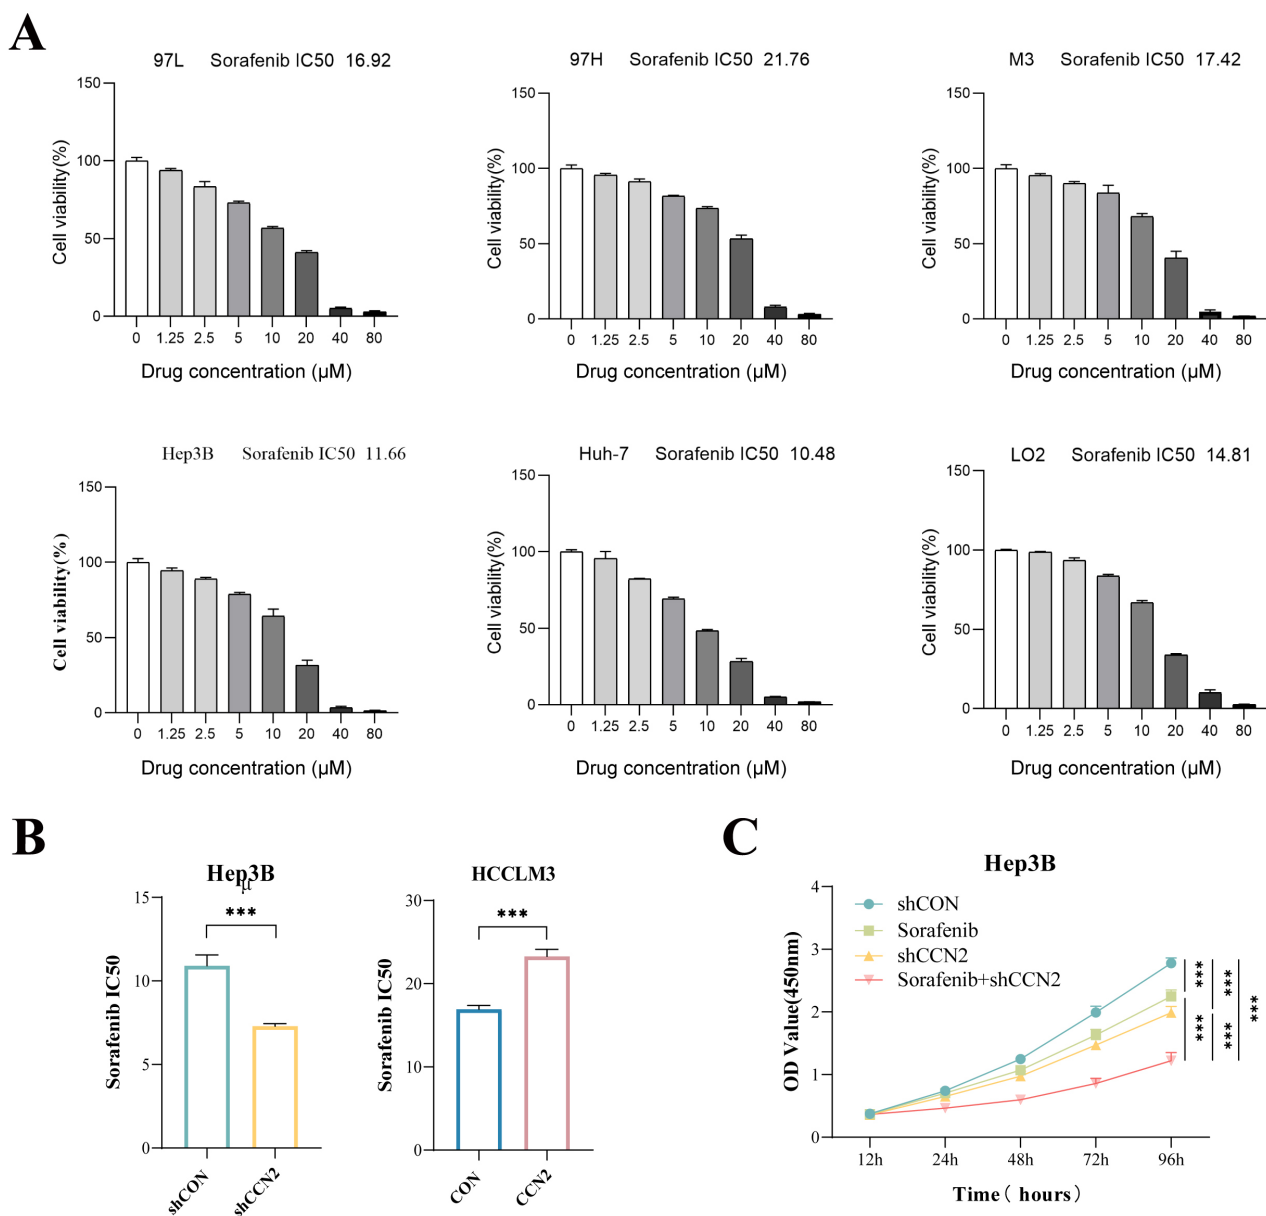 A
97L Sorafenib IC50 16.92
150
100
50
0
Cell viability(%)
0 1.25 2.5 5 10 20 40 80
Drug concentration (μM)
97H Sorafenib IC50 21.76
150
100
50
0
Cell viability(%)
0 1.25 2.5 5 10 20 40 80
Drug concentration (μM)
M3 Sorafenib IC50 17.42
150
100
50
0
Cell viability(%)
0 1.25 2.5 5 10 20 40 80
Drug concentration (μM)
Hep3B Sorafenib IC50 11.66
150
100
50
0
Cell viability(%)
0 1.25 2.5 5 10 20 40 80
Drug concentration (μM)
Huh-7 Sorafenib IC50 10.48
150
100
50
0
Cell viability(%)
0 1.25 2.5 5 10 20 40 80
Drug concentration (μM)
LO2 Sorafenib IC50 14.81
150
100
50
0
Cell viability(%)
0 1.25 2.5 5 10 20 40 80
Drug concentration (μM)
B
Hep3B
μ
***
15
10
5
0
Sorafenib IC50
shCON shCCN2
HCCLM3
***
30
20
10
0
Sorafenib IC50
CON CCN2
C
Hep3B
4
3
2
1
0
OD Value(450nm)
shCON
Sorafenib
shCCN2
Sorafenib+shCCN2
***
***
***
***
***
12h 24h 48h 72h 96h
Time( hours)